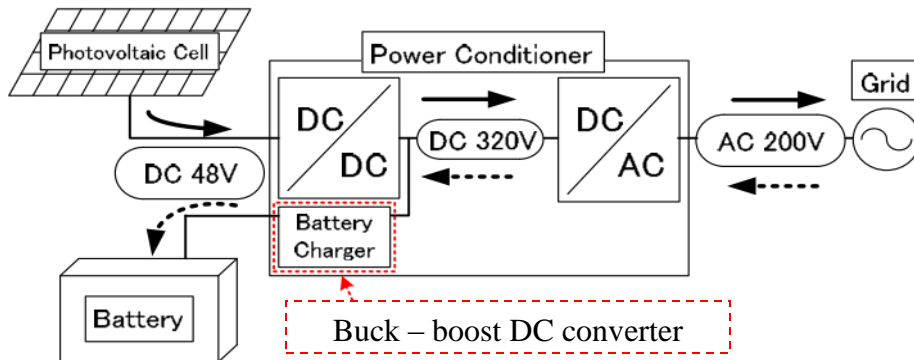 Photovoltaic Cell
Power Conditioner
Grid
DC
DC
DC 320V
DC
AC
AC 200V
DC 48V
Battery
Charger
Battery
Buck – boost DC converter